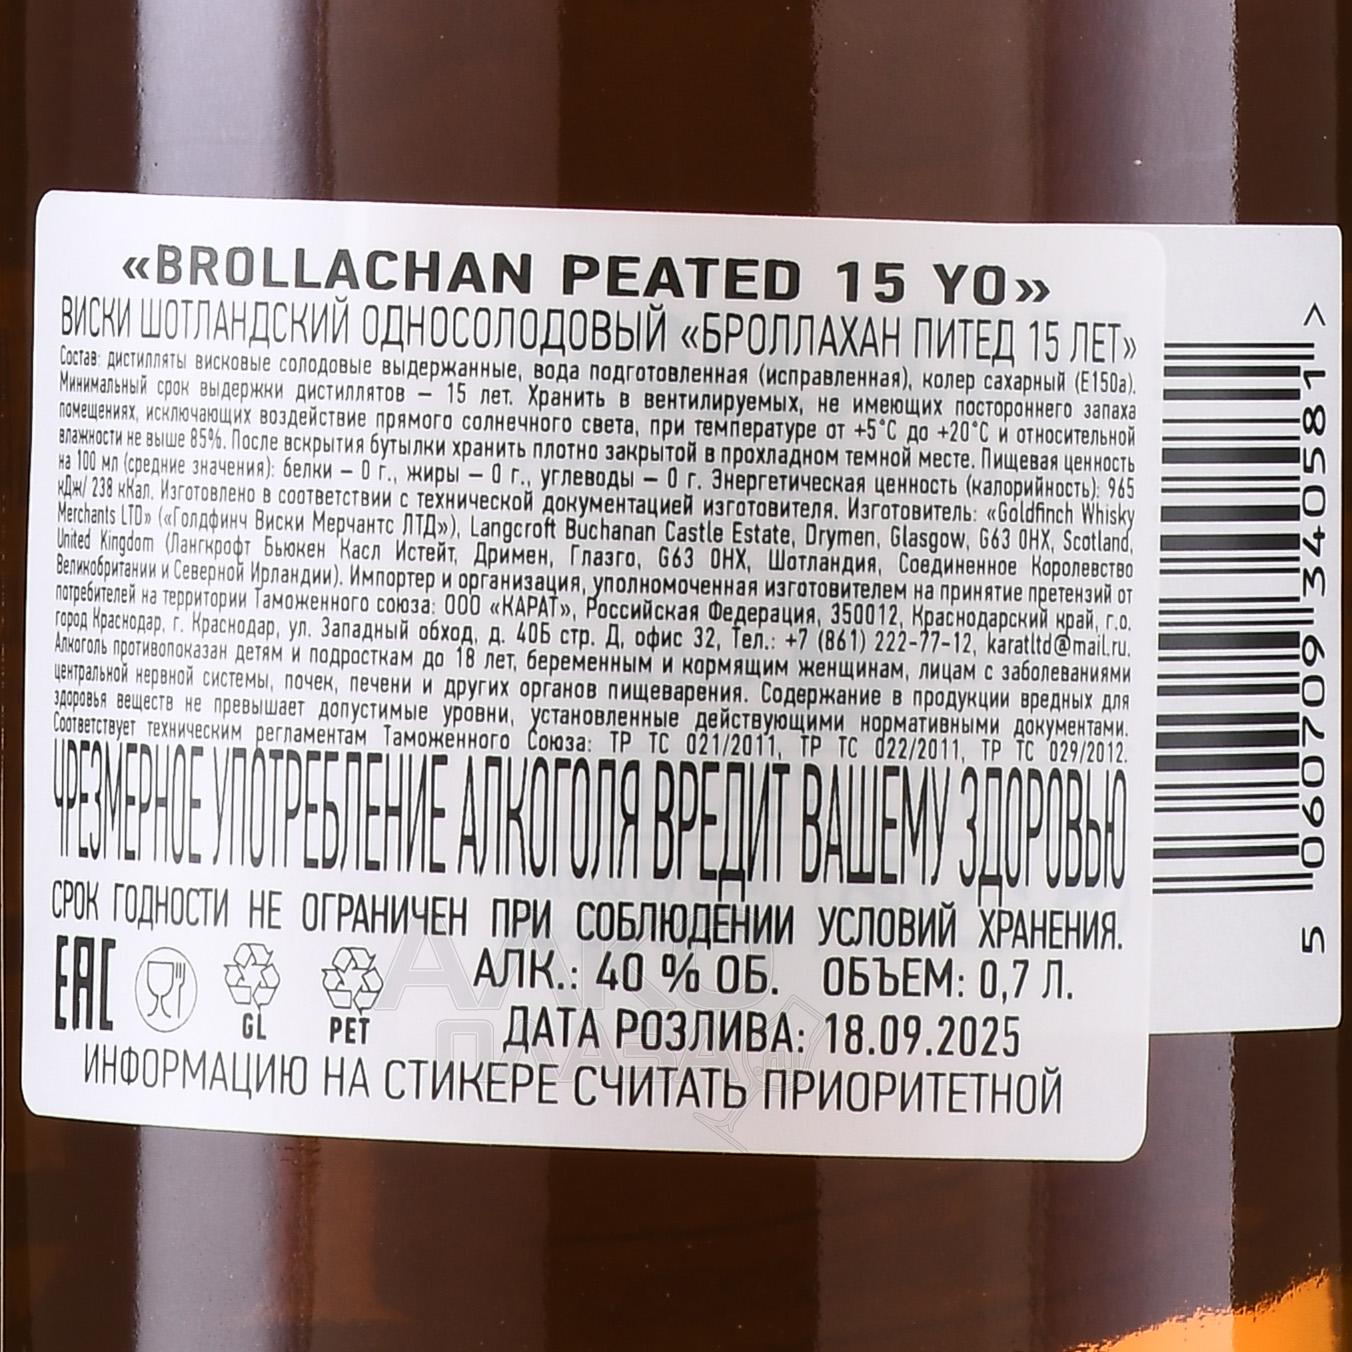 «BROLLACHAN PEATED 15 YO»
ВИСКИ ШОТЛАНДСКИЙ ОДНОСОЛОДОВЫЙ «БРОЛЛАХАН ПИТЕД 15 ЛЕТ»
Состав: дистилляты висковые солодовые выдержанные, вода подготовленная (исправленная), колер сахарный (Е150а).
Минимальный срок выдержки дистиллятов – 15 лет. Хранить в вентилируемых, не имеющих постороннего запаха
помещениях, исключающих воздействие прямого солнечного света, при температуре от +5°С до +20°С и относительной
влажности не выше 85%. После вскрытия бутылки хранить плотно закрытой в прохладном темной месте. Пищевая ценность
на 100 мл (средние значения): белки – 0 г., жиры – 0 г., углеводы – 0 г. Энергетическая ценность (калорийность): 965
кДж/ 238 кКал. Изготовлено в соответствии с технической документацией изготовителя. Изготовитель: «Goldfinch Whisky
Merchants LTD» («Голдфинч Виски Мерчантс ЛТД»), Langcroft Buchanan Castle Estate, Drymen, Glasgow, G63 0HX, Scotland,
United Kingdom (Лангкрофт Бьюкен Касл Истейт, Дримен, Глазго, G63 0HX, Шотландия, Соединенное Королевство
Великобритании и Северной Ирландии). Импортер и организация, уполномоченная изготовителем на принятие претензий от
потребителей на территории Таможенного союза: ООО «КАРАТ», Российская Федерация, 350012, Краснодарский край, г.о.
город Краснодар, г. Краснодар, ул. Западный обход, д. 40Б стр. Д, офис 32, Тел.: +7 (861) 222-77-12, karatltd@mail.ru.
Алкоголь противопоказан детям и подросткам до 18 лет, беременным и кормящим женщинам, лицам с заболеваниями
центральной нервной системы, почек, печени и других органов пищеварения. Содержание в продукции вредных для
здоровья веществ не превышает допустимые уровни, установленные действующими нормативными документами.
Соответствует техническим регламентам Таможенного Союза: ТР ТС 021/2011, ТР ТС 022/2011, ТР ТС 029/2012.
ЧРЕЗМЕРНОЕ УПОТРЕБЛЕНИЕ АЛКОГОЛЯ ВРЕДИТ ВАШЕМУ ЗДОРОВЬЮ
СРОК ГОДНОСТИ НЕ ОГРАНИЧЕН ПРИ СОБЛЮДЕНИИ УСЛОВИЙ ХРАНЕНИЯ.
EAC
GL
PET
АЛК.: 40 % ОБ. ОБЪЕМ: 0,7 Л.
ДАТА РОЗЛИВА: 18.09.2025
ИНФОРМАЦИЮ НА СТИКЕРЕ СЧИТАТЬ ПРИОРИТЕТНОЙ
5 060709 340581 >
АЛКО
ПЛАЗА